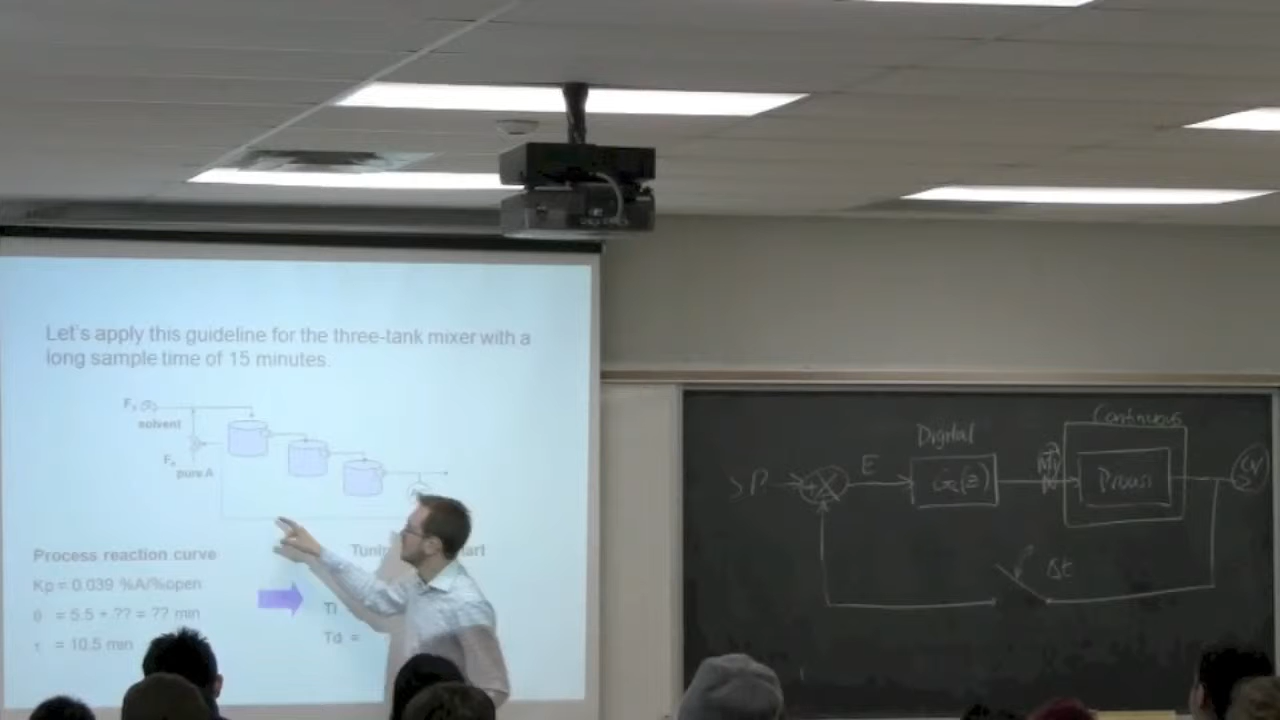 Let's apply this guideline for the three-tank mixer with a
long sample time of 15 minutes.
solvent
pure A
Process reaction curve
Kp = 0.039 %A/%open
θ = 5.5 + ?? = ?? min
τ = 10.5 min
Td =
Continuous
Digital
SP
E
Gc(z)
MV
CV
Δt